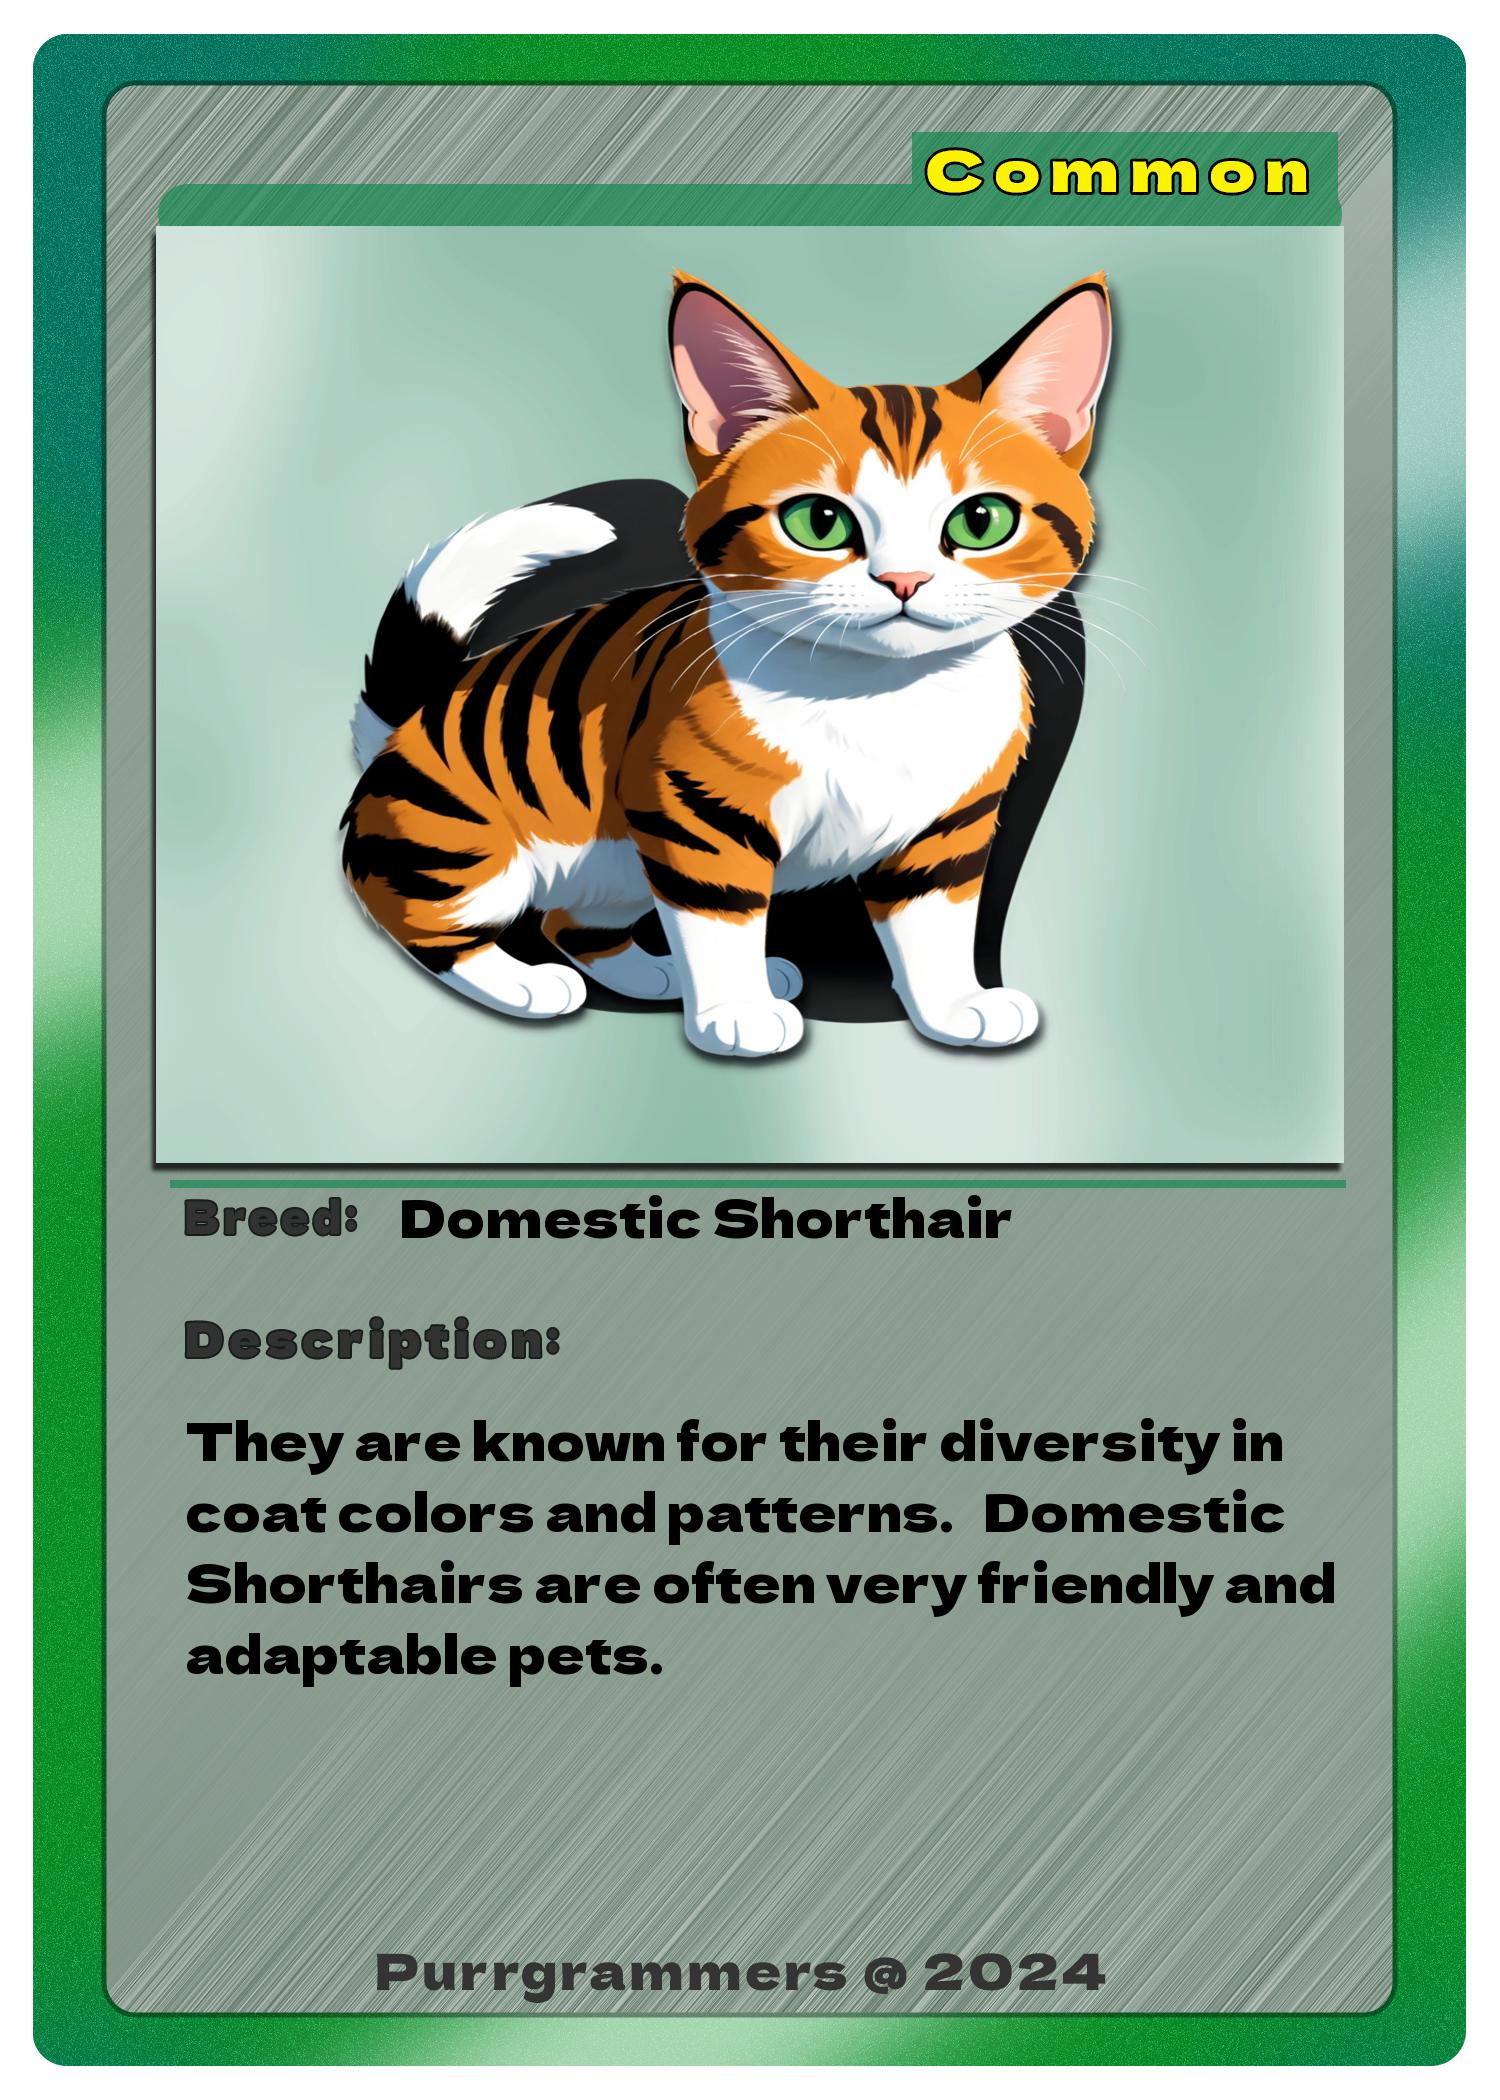 Common
Breed: Domestic Shorthair
Description:
They are known for their diversity in
coat colors and patterns.  Domestic
Shorthairs are often very friendly and
adaptable pets.
Purrgrammers @ 2024